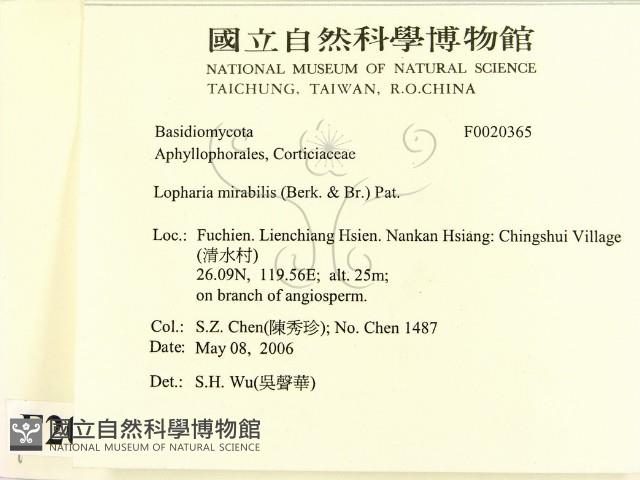 國立自然科學博物館
NATIONAL MUSEUM OF NATURAL SCIENCE
TAICHUNG, TAIWAN, R.O.CHINA
Basidiomycota F0020365
Aphyllophorales, Corticiaceae
Lopharia mirabilis (Berk. & Br.) Pat.
Loc.: Fuchien. Lienchiang Hsien. Nankan Hsiang: Chingshui Village
(清水村)
26.09N, 119.56E; alt. 25m;
on branch of angiosperm.
Col.: S.Z. Chen(陳秀珍); No. Chen 1487
Date: May 08, 2006
Det.: S.H. Wu(吳聲華)
國立自然科學博物館
NATIONAL MUSEUM OF NATURAL SCIENCE